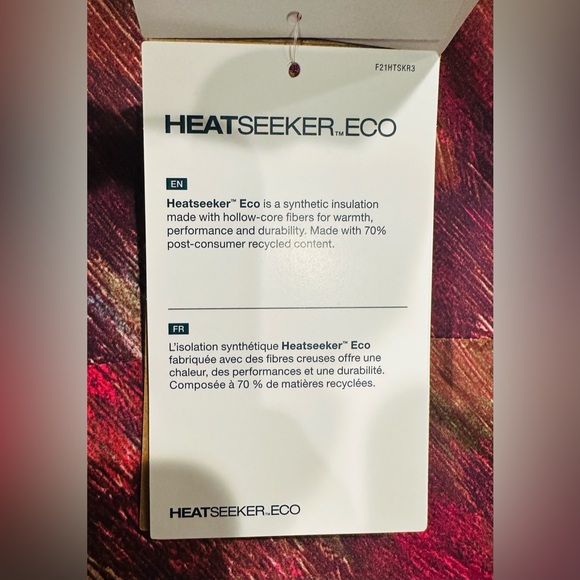 F21HTSKR3
HEATSEEKER™ECO
EN
Heatseeker™ Eco is a synthetic insulation
made with hollow-core fibers for warmth,
performance and durability. Made with 70%
post-consumer recycled content.
FR
L'isolation synthétique Heatseeker™ Eco
fabriquée avec des fibres creuses offre une
chaleur, des performances et une durabilité.
Composée à 70 % de matières recyclées.
HEATSEEKER™ECO